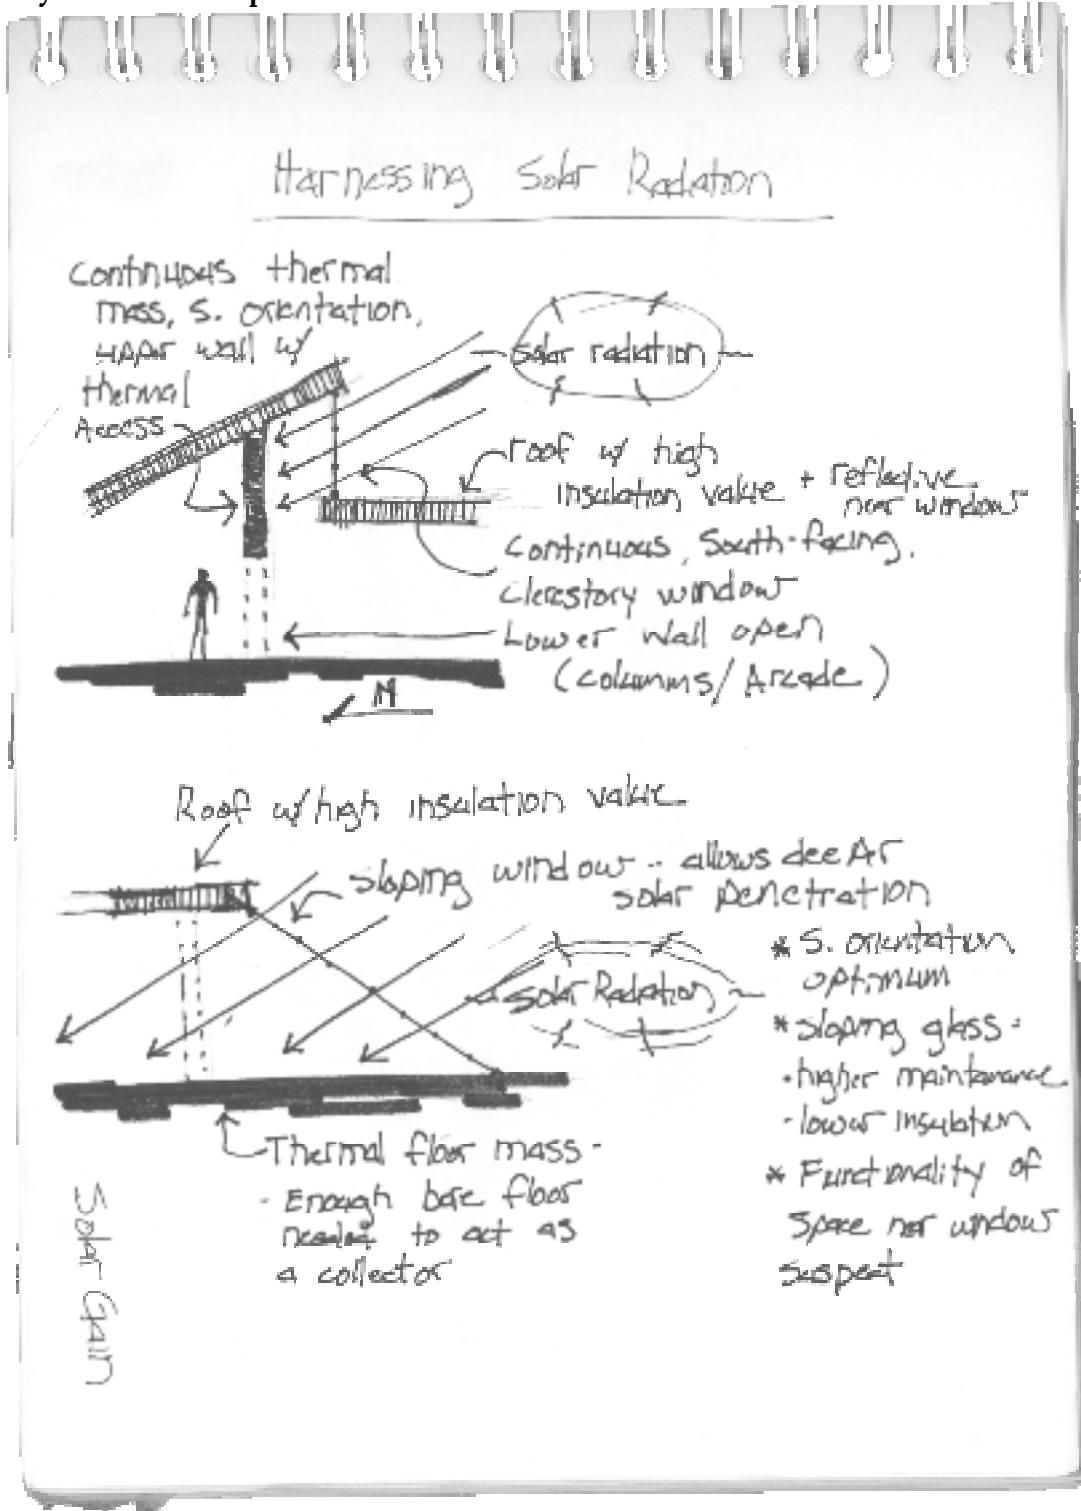 Harnessing Solar Radiation
Continuous thermal
mass, S. orientation,
upper wall w/
thermal
Access
solar radiation
roof w/ high
insulation value + reflective
near window
Continuous, South-facing,
Clerestory window
Lower wall open
(columns/Arcade)
N
Roof w/high insulation value
sloping window -- allows deeper
solar penetration
solar Radiation
* S. orientation
optimum
* sloping glass:
- higher maintenance
- lower insulation
* Functionality of
space near window
suspect
Thermal floor mass -
- Enough bare floor
needed to act as
a collector
Solar Gain